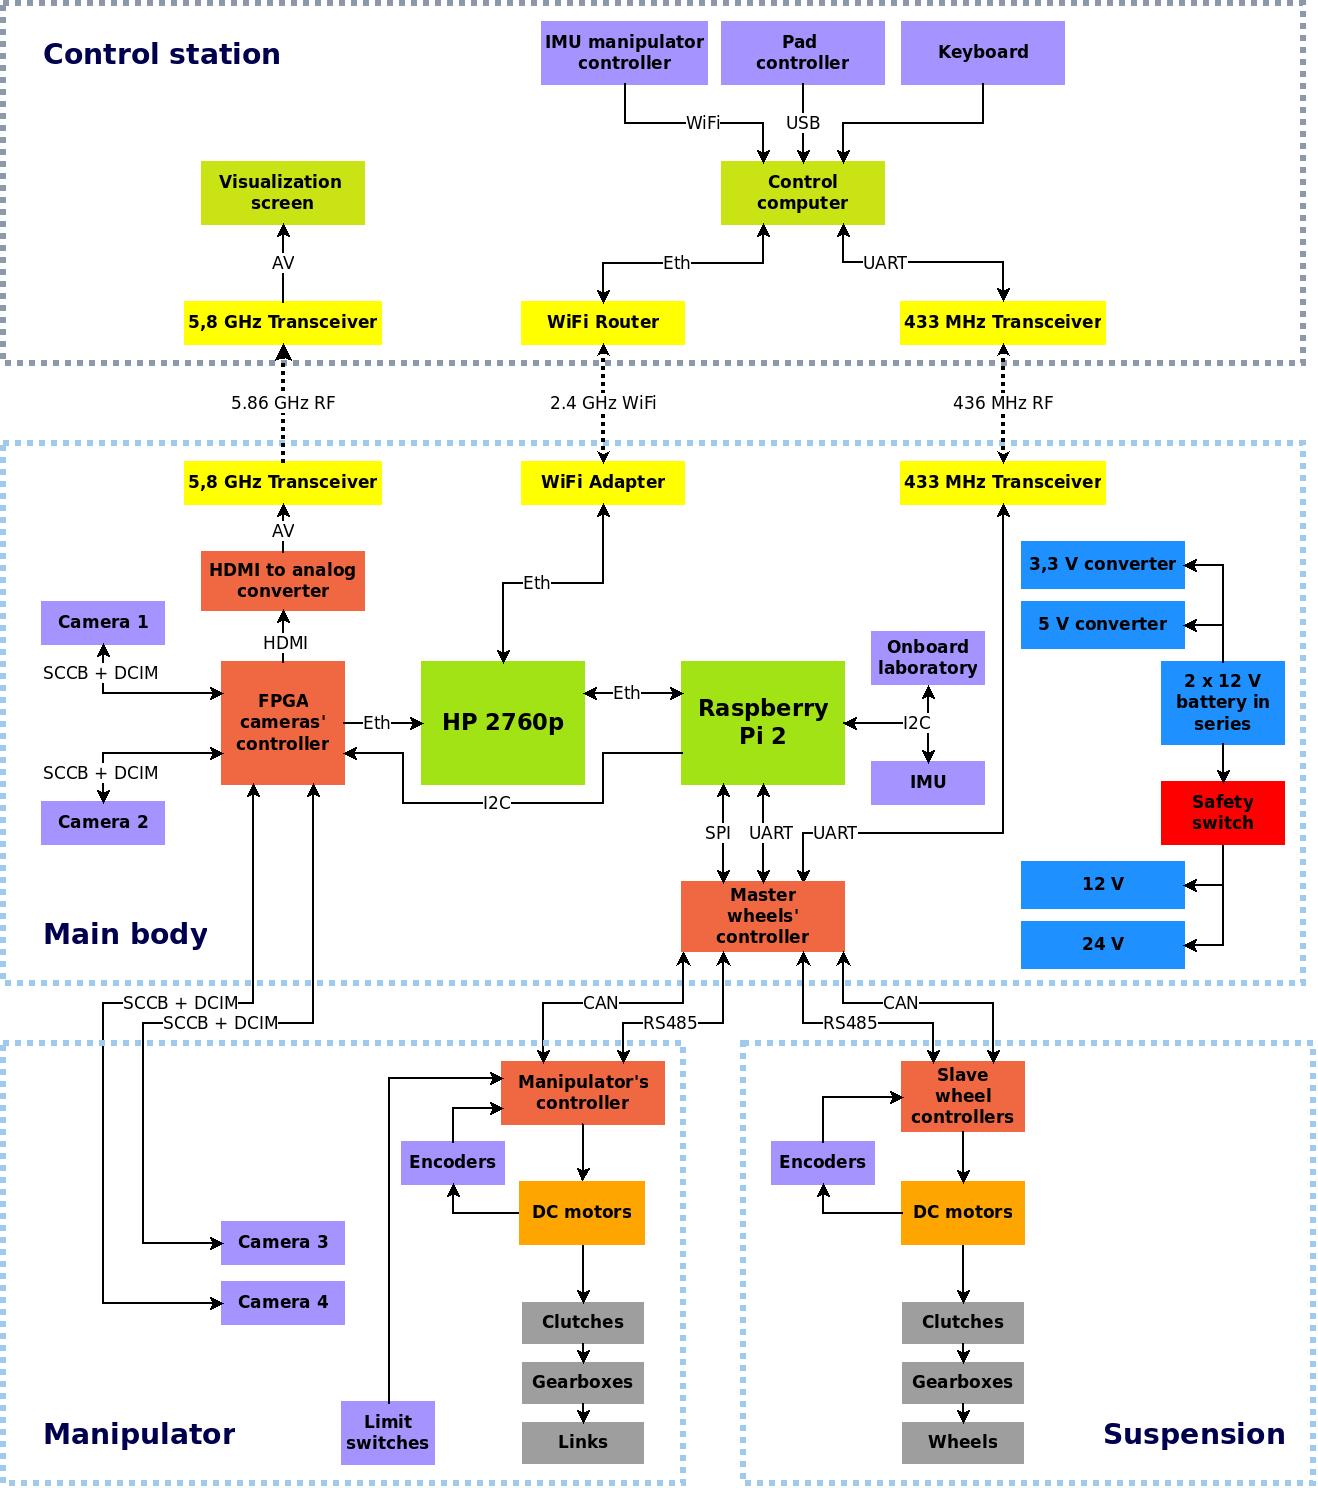 Control station
IMU manipulator
controller
Pad
controller
Keyboard
WiFi
USB
Visualization
screen
Control
computer
AV
Eth
UART
5,8 GHz Transceiver
WiFi Router
433 MHz Transceiver
5.86 GHz RF
2.4 GHz WiFi
436 MHz RF
5,8 GHz Transceiver
WiFi Adapter
433 MHz Transceiver
AV
HDMI to analog
converter
Eth
3,3 V converter
5 V converter
Camera 1
HDMI
SCCB + DCIM
FPGA
cameras'
controller
Eth
HP 2760p
Eth
Raspberry
Pi 2
Onboard
laboratory
I2C
IMU
2 x 12 V
battery in
series
SCCB + DCIM
Camera 2
I2C
Safety
switch
SPI
UART
UART
Master
wheels'
controller
12 V
24 V
Main body
SCCB + DCIM
SCCB + DCIM
CAN
RS485
RS485
CAN
Manipulator's
controller
Slave
wheel
controllers
Encoders
DC motors
Encoders
DC motors
Camera 3
Camera 4
Clutches
Gearboxes
Links
Clutches
Gearboxes
Wheels
Limit
switches
Manipulator
Suspension